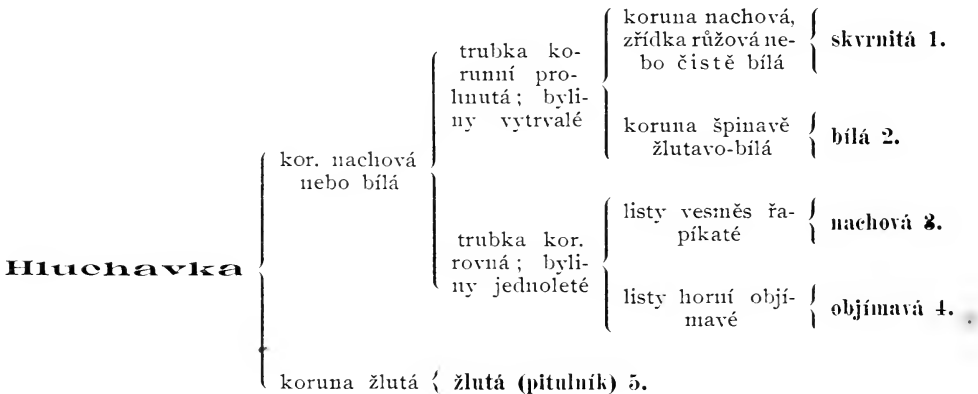 Hluchavka
kor. nachová
nebo bílá
trubka ko-
runní pro-
hnutá; byli-
ny vytrvalé
koruna nachová,
zřídka růžová ne-
bo čistě bílá
skvrnitá 1.
koruna špinavě
žlutavo-bílá
bílá 2.
trubka kor.
rovná; byli-
ny jednoleté
listy vesměs řa-
píkaté
nachová 3.
listy horní objí-
mavé
objímavá 4.
koruna žlutá
žlutá (pitulník) 5.